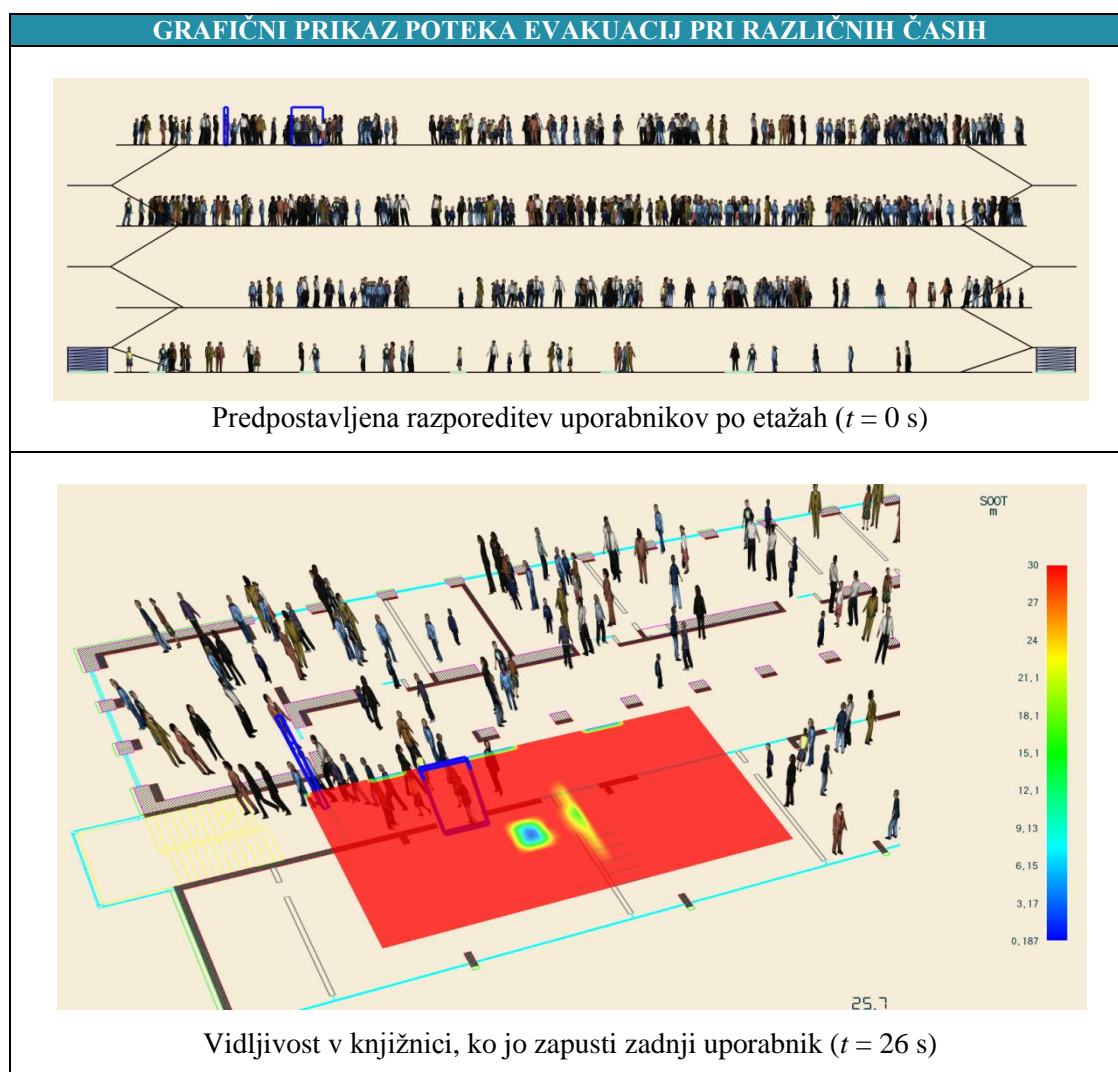 GRAFIČNI PRIKAZ POTEKA EVAKUACIJ PRI RAZLIČNIH ČASIH
Predpostavljena razporeditev uporabnikov po etažah (t = 0 s)
SOOT
m
30
27
24
21,1
18,1
15,1
12,1
9,13
6,15
3,17
0,187
25,7
Vidljivost v knjižnici, ko jo zapusti zadnji uporabnik (t = 26 s)